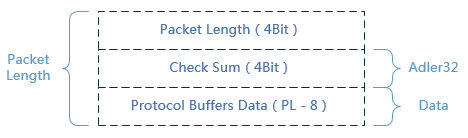 Packet Length ( 4Bit )
Packet
Length
Check Sum ( 4Bit )
Adler32
Protocol Buffers Data ( PL - 8 )
Data